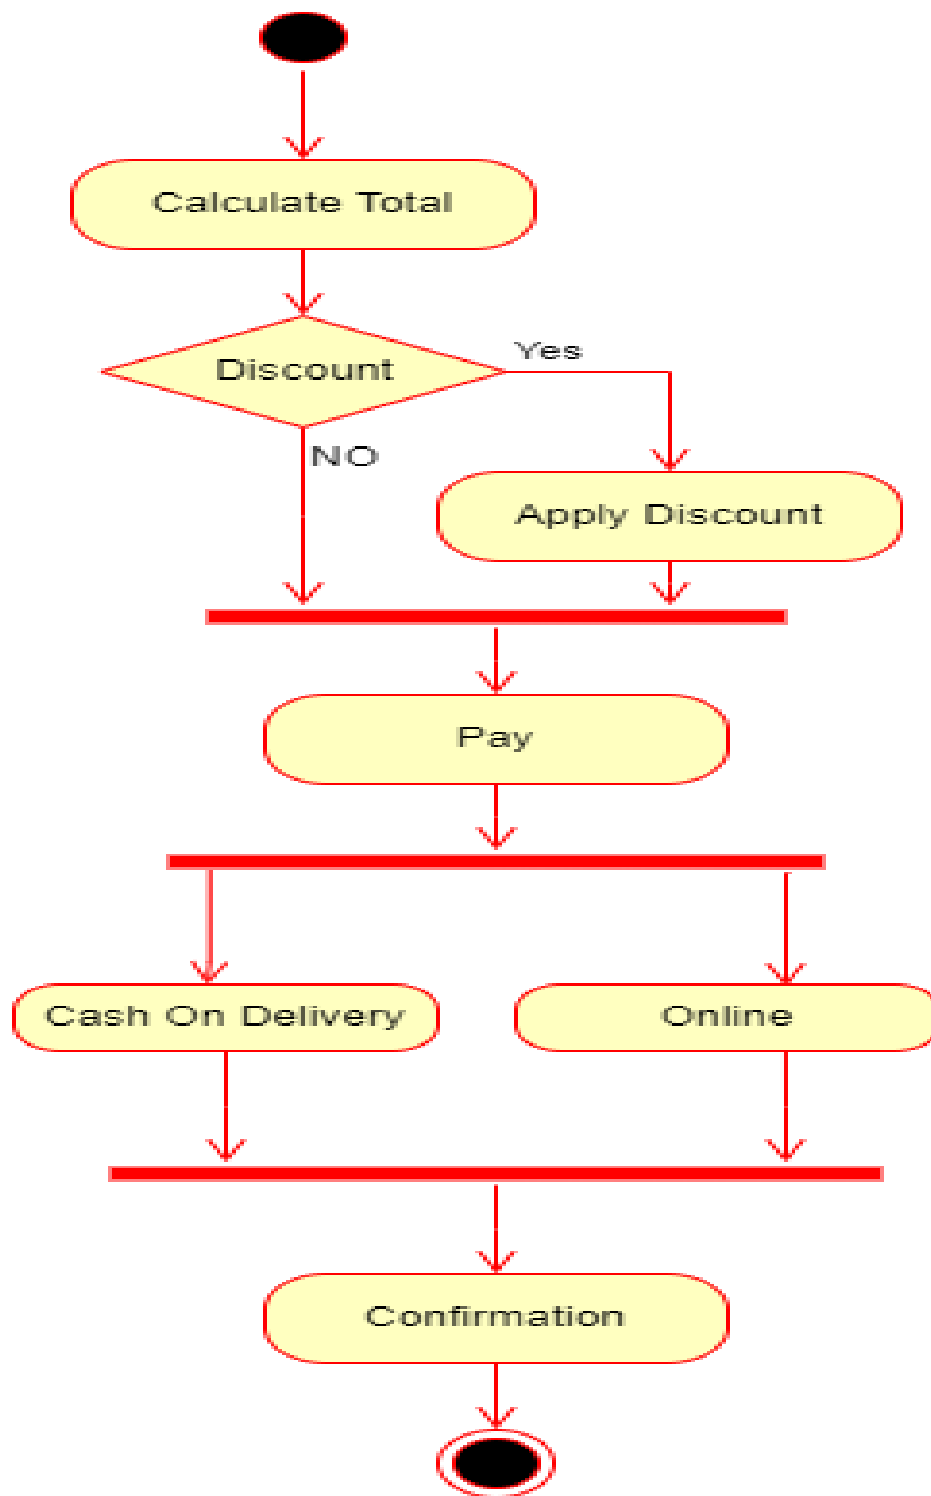 Calculate Total
Discount
Yes
NO
Apply Discount
Pay
Cash On Delivery
Online
Confirmation